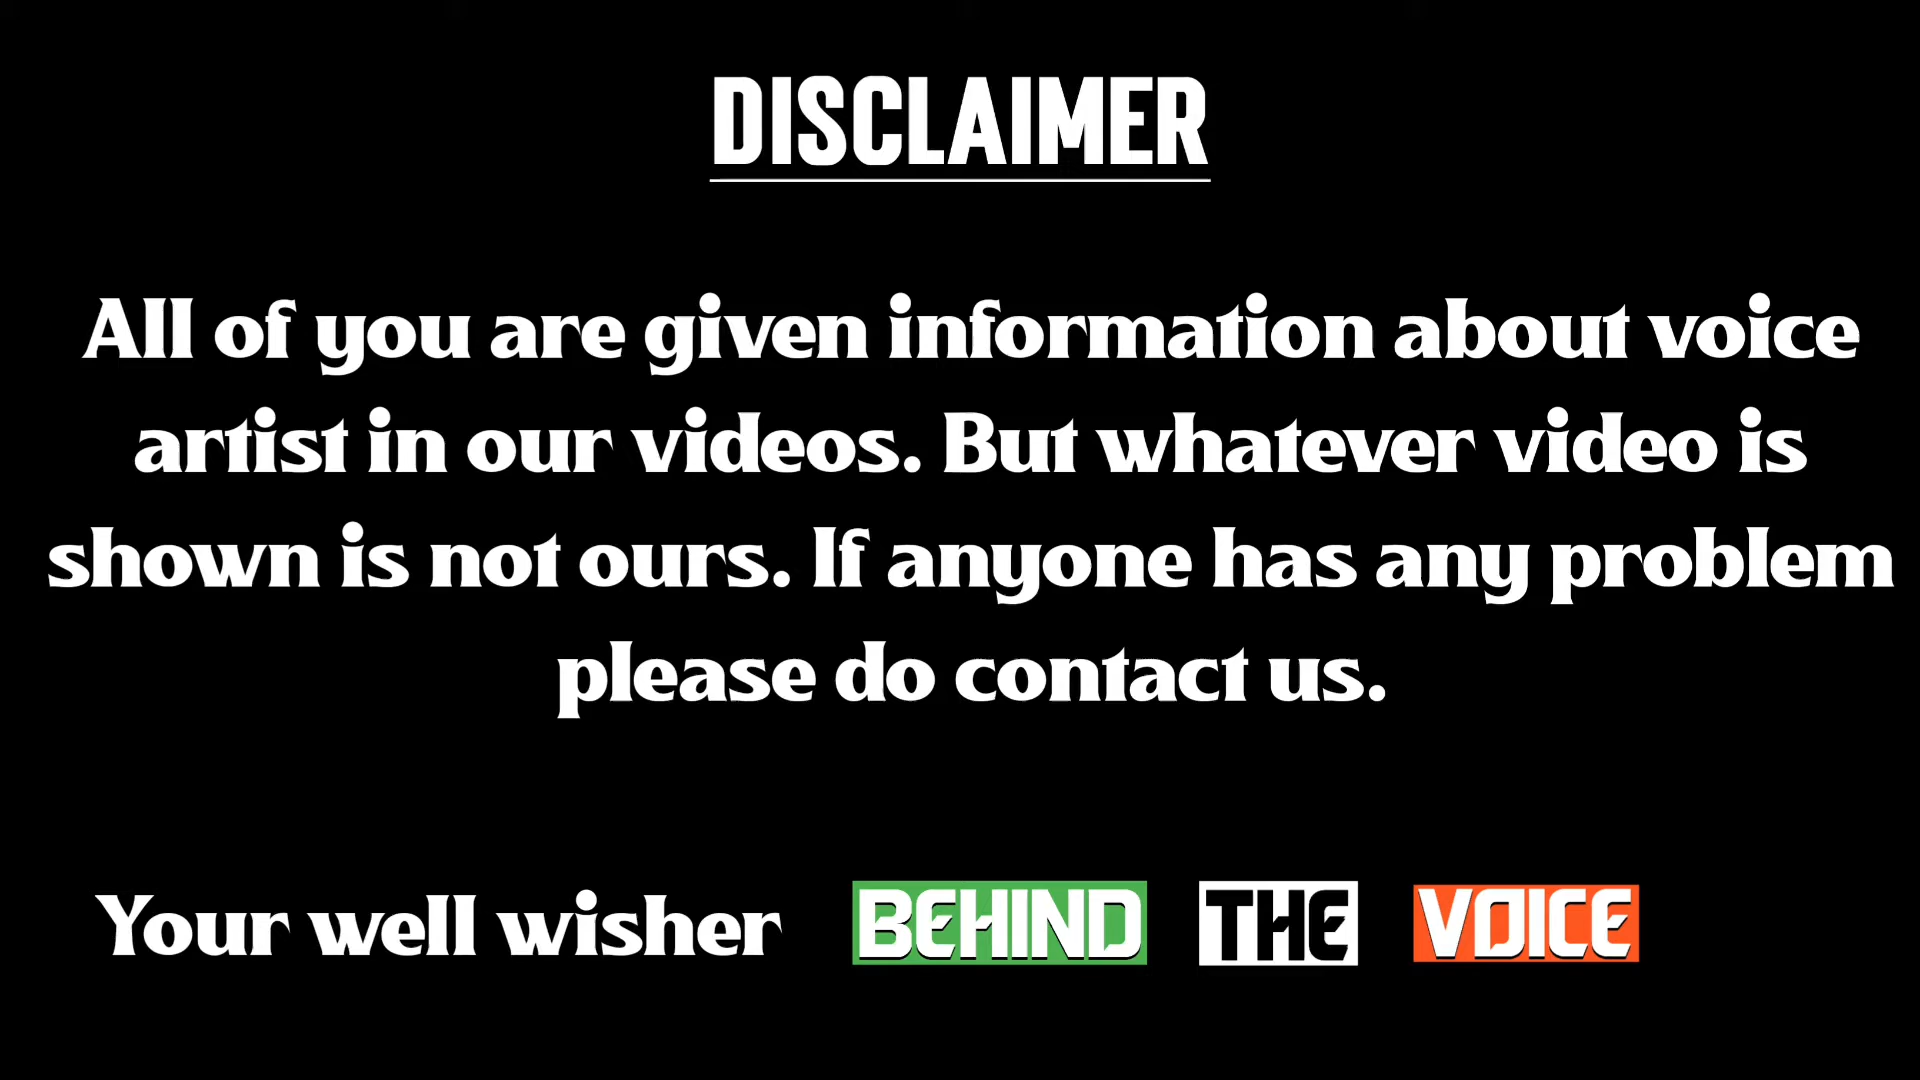 DISCLAIMER
All of you are given information about voice
artist in our videos. But whatever video is
shown is not ours. If anyone has any problem
please do contact us.
Your well wisher BEHIND THE VOICE